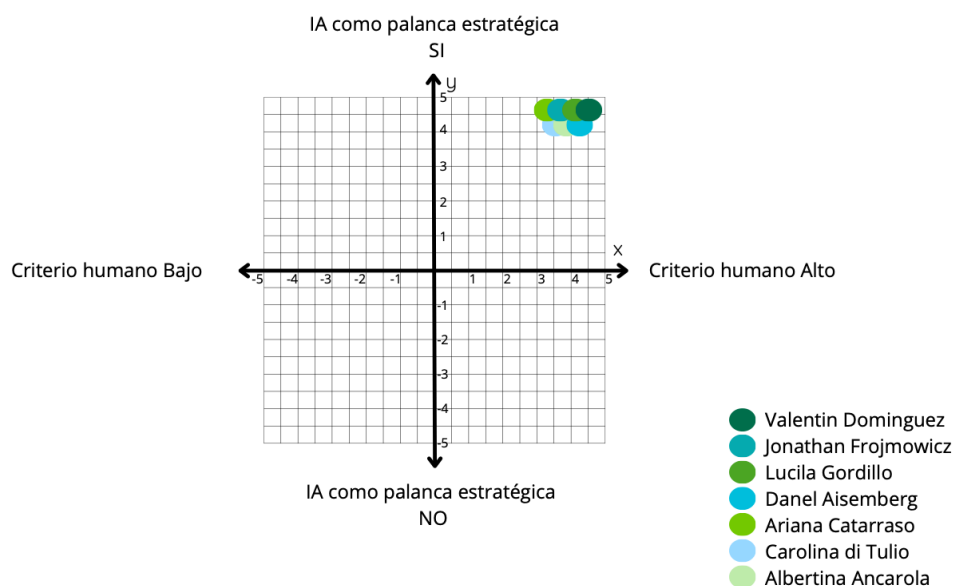 IA como palanca estratégica
SI
y
5
4
3
2
1
x
Criterio humano Bajo
-5 -4 -3 -2 -1 1 2 3 4 5
Criterio humano Alto
-1
-2
-3
-4
-5
IA como palanca estratégica
NO
Valentin Dominguez
Jonathan Frojmowicz
Lucila Gordillo
Danel Aisemberg
Ariana Catarraso
Carolina di Tulio
Albertina Ancarola